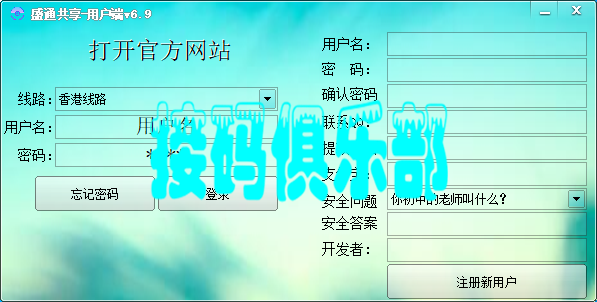 盛通共享-用户端v6.9
打开官方网站
线路：
香港线路
用户名：
用户名
密码：
忘记密码
登录
用户名：
密 码：
确认密码
联系QQ：
提
支
安全问题
你初中的老师叫什么？
安全答案
开发者：
注册新用户
接码俱乐部